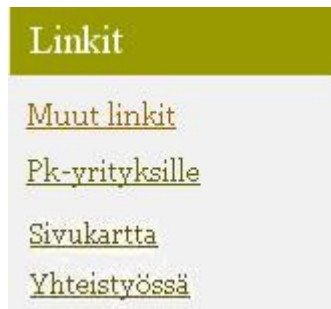 Linkit
Muut linkit
Pk-yrityksille
Sivukartta
Yhteistyössä